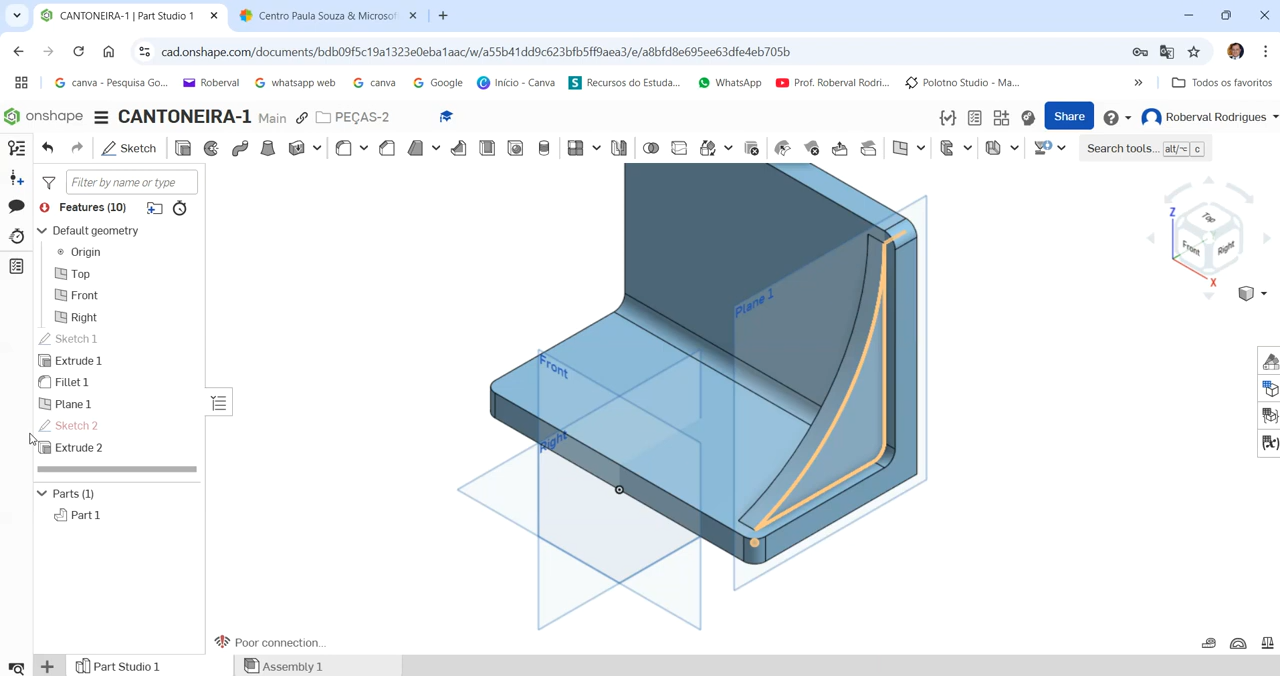 CANTONEIRA-1 | Part Studio 1
Centro Paula Souza & Microsof
cad.onshape.com/documents/bdb09f5c19a1323e0eba1aac/w/a55b41dd9c623bfb5ff9aea3/e/a8bfd8e695ee63dfe4eb705b
canva - Pesquisa Go...
Roberval
whatsapp web
canva
Google
Início - Canva
Recursos do Estuda...
WhatsApp
Prof. Roberval Rodri...
Polotno Studio - Ma...
»
Todos os favoritos
onshape
CANTONEIRA-1
Main
PEÇAS-2
Share
Roberval Rodrigues
Sketch
Search tools... alt/⌥ c
Filter by name or type
Features (10)
Default geometry
Origin
Top
Front
Right
Sketch 1
Extrude 1
Fillet 1
Plane 1
Sketch 2
Extrude 2
Parts (1)
Part 1
Plane 1
Front
Right
Z
Top
Front
Right
X
Poor connection...
Part Studio 1
Assembly 1